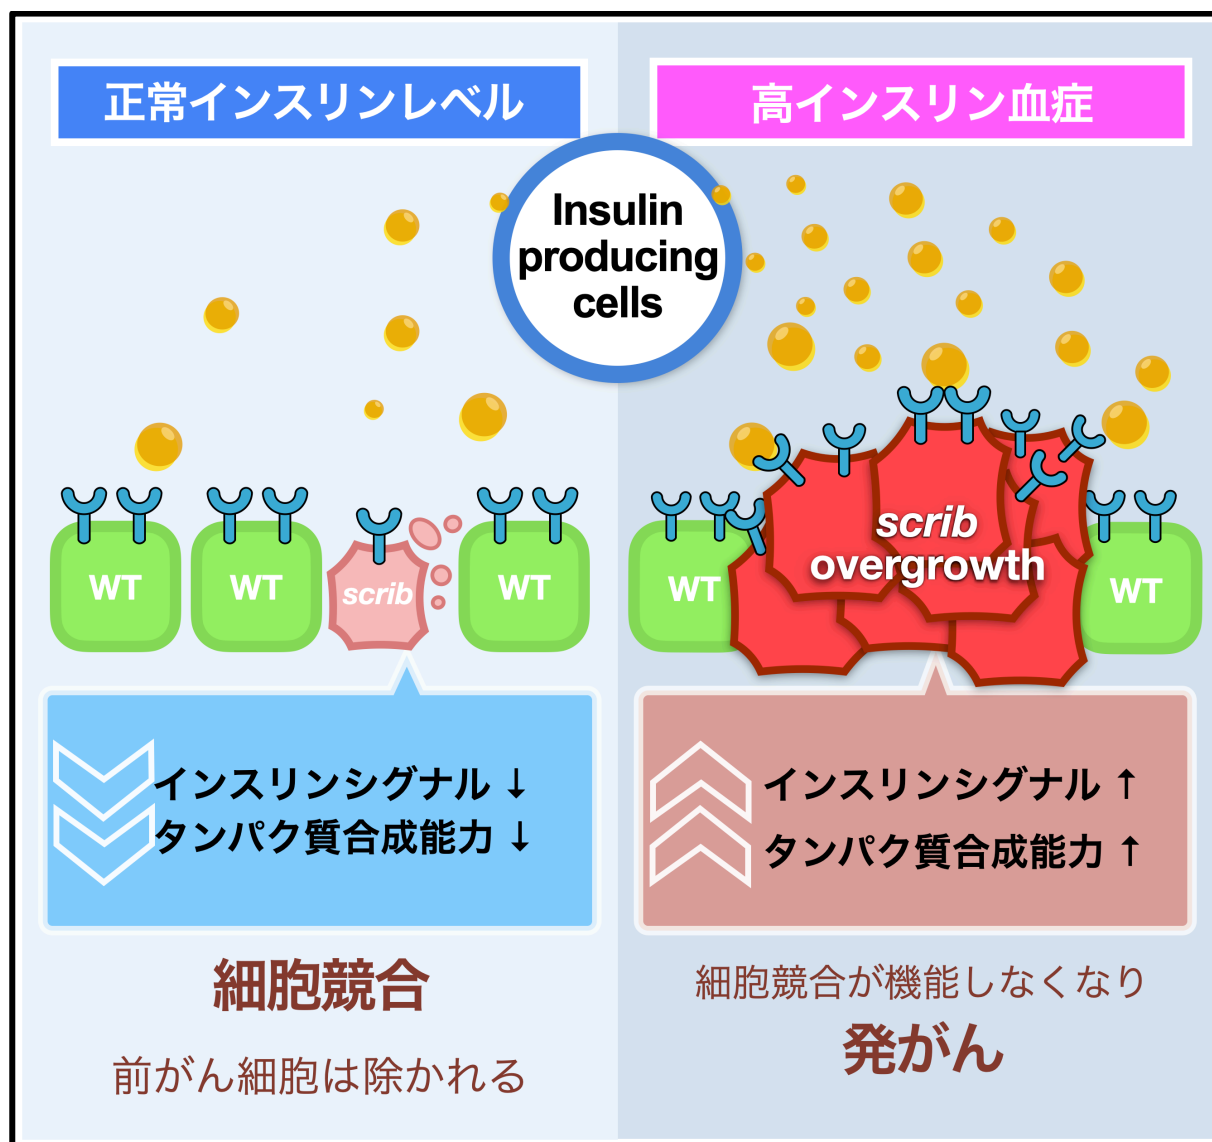 正常インスリンレベル
高インスリン血症
Insulin
producing
cells
WT
WT
scrib
WT
WT
scrib
overgrowth
WT
インスリンシグナル ↓
タンパク質合成能力 ↓
インスリンシグナル ↑
タンパク質合成能力 ↑
細胞競合
前がん細胞は除かれる
細胞競合が機能しなくなり
発がん